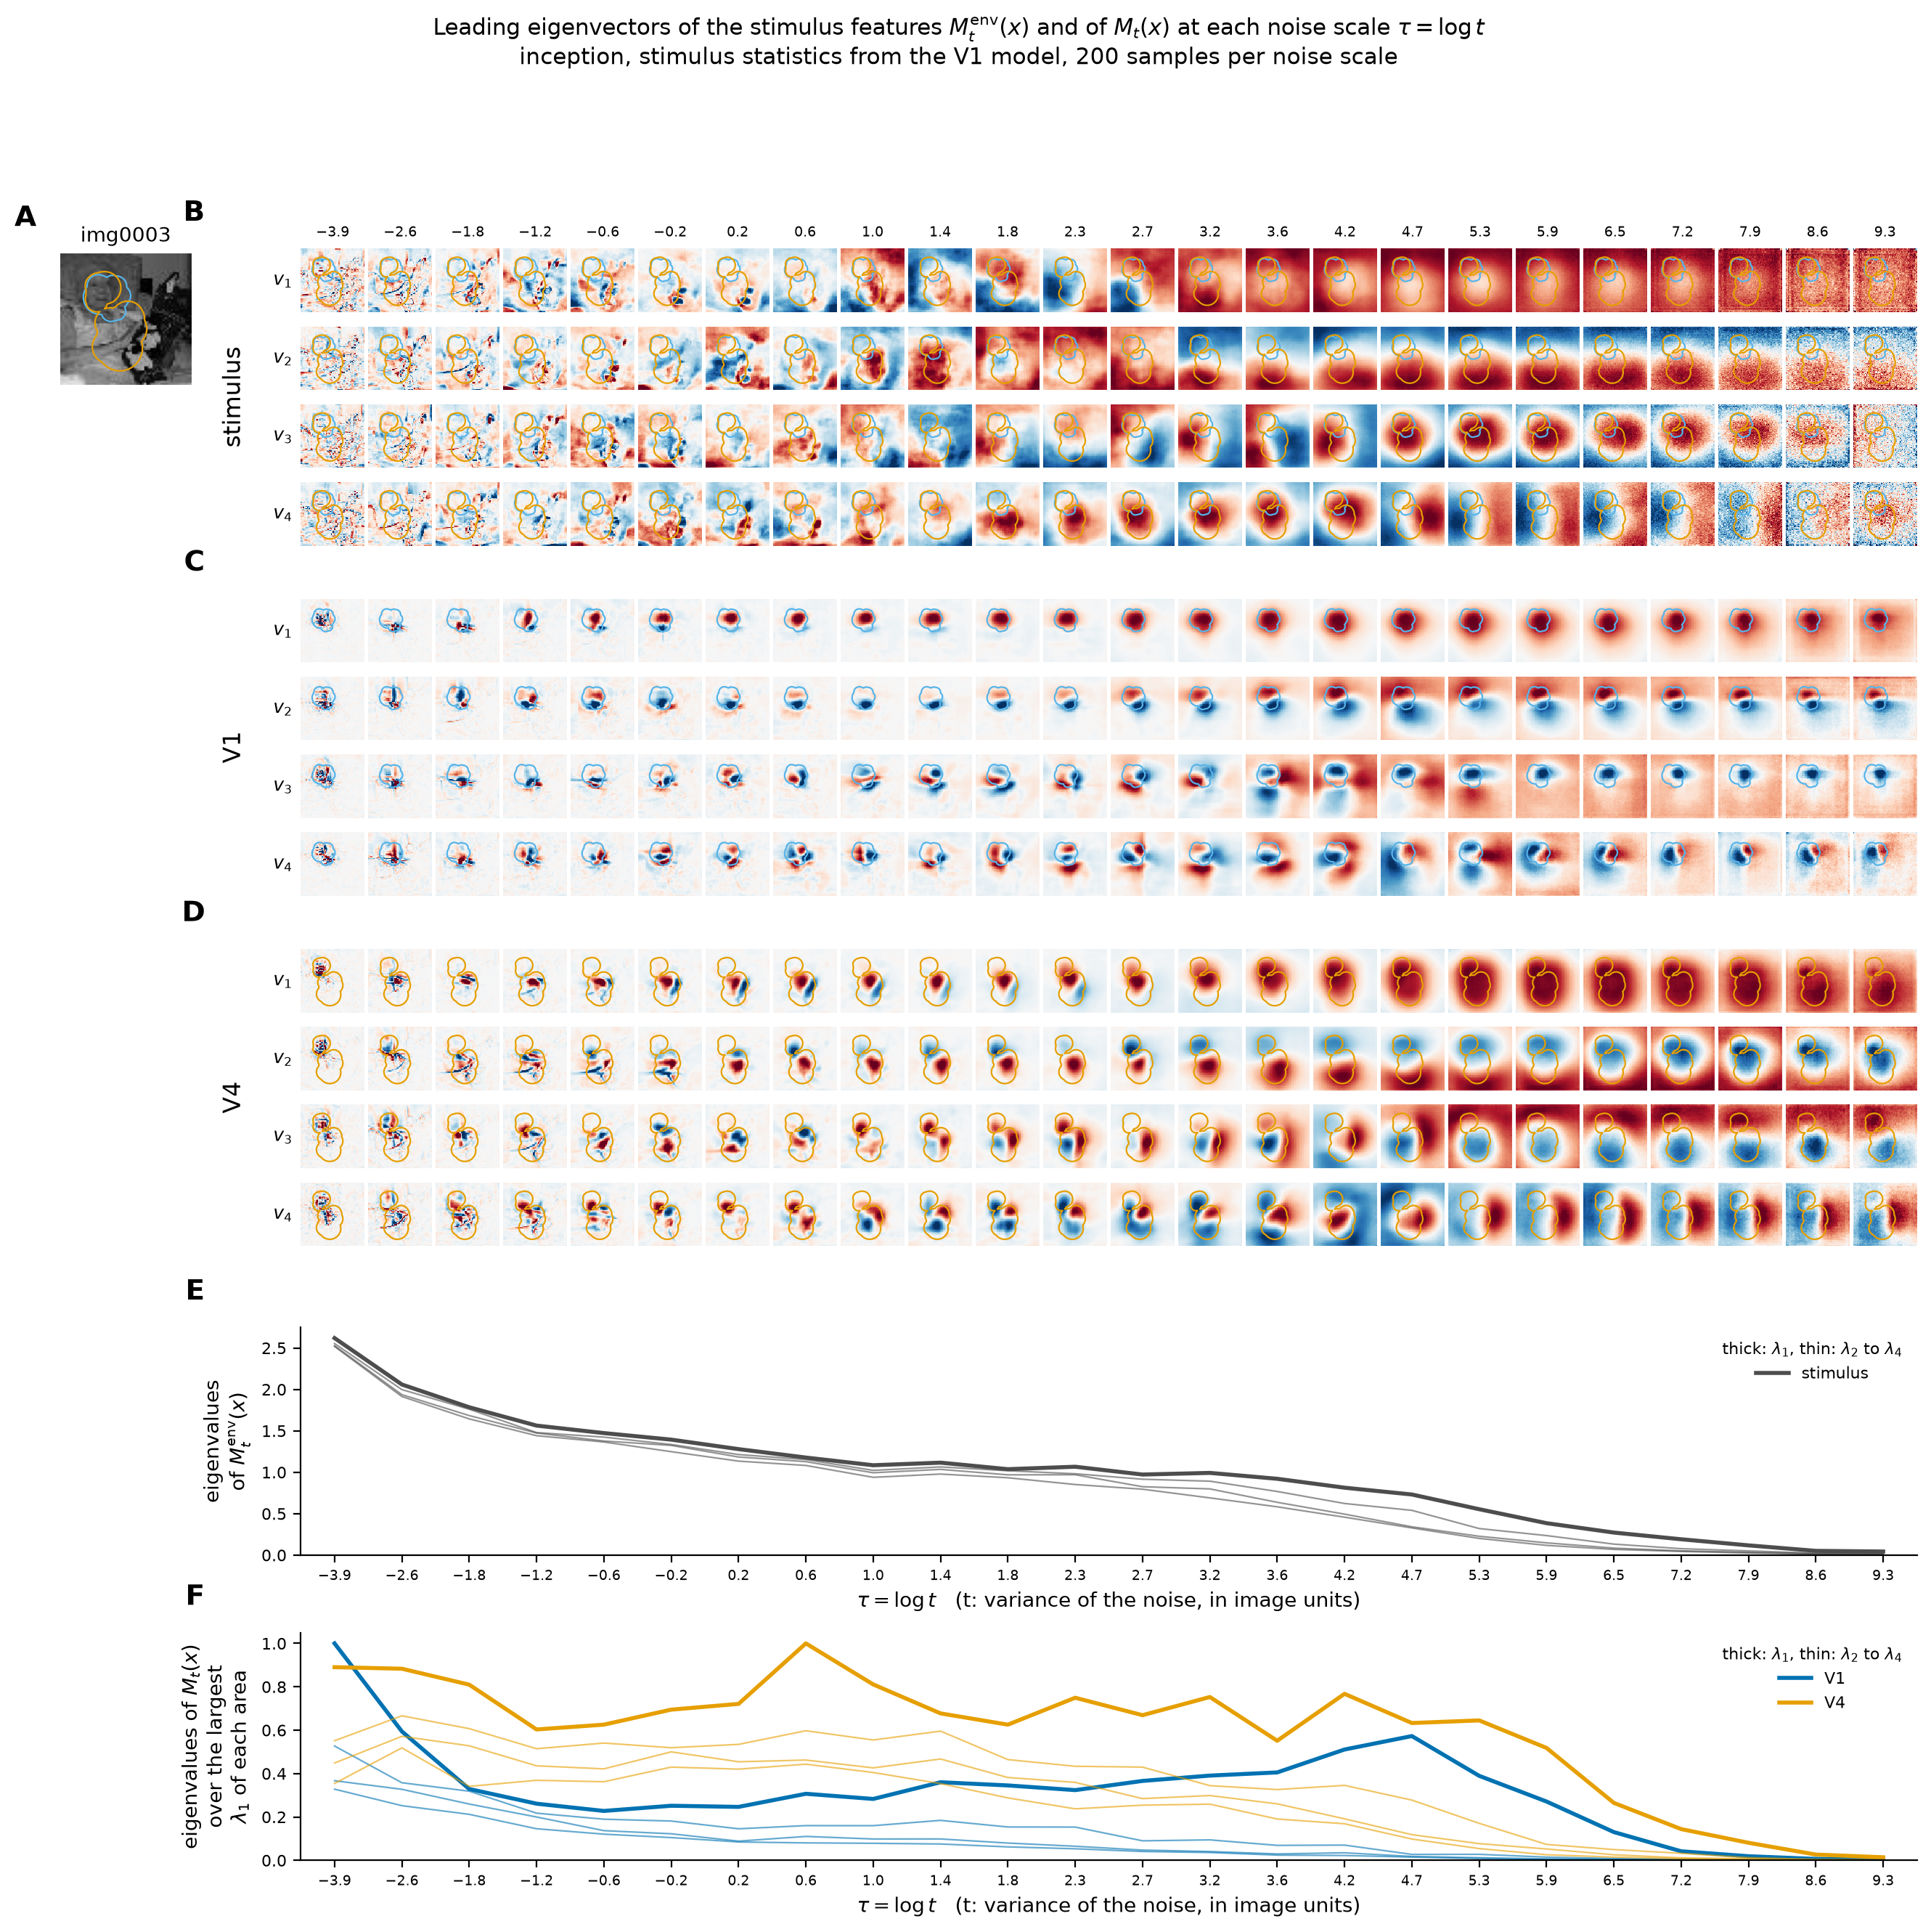 Leading eigenvectors of the stimulus features $M_t^{\mathrm{env}}(x)$ and of $M_t(x)$ at each noise scale $\tau = \log t$
inception, stimulus statistics from the V1 model, 200 samples per noise scale
A
img0003
B
−3.9 −2.6 −1.8 −1.2 −0.6 −0.2 0.2 0.6 1.0 1.4 1.8 2.3 2.7 3.2 3.6 4.2 4.7 5.3 5.9 6.5 7.2 7.9 8.6 9.3
stimulus
$v_1$
$v_2$
$v_3$
$v_4$
C
V1
$v_1$
$v_2$
$v_3$
$v_4$
D
V4
$v_1$
$v_2$
$v_3$
$v_4$
E
eigenvalues
of $M_t^{\mathrm{env}}(x)$
2.5
2.0
1.5
1.0
0.5
0.0
thick: $\lambda_1$, thin: $\lambda_2$ to $\lambda_4$
stimulus
−3.9 −2.6 −1.8 −1.2 −0.6 −0.2 0.2 0.6 1.0 1.4 1.8 2.3 2.7 3.2 3.6 4.2 4.7 5.3 5.9 6.5 7.2 7.9 8.6 9.3
$\tau = \log t$ (t: variance of the noise, in image units)
F
eigenvalues of $M_t(x)$
over the largest
$\lambda_1$ of each area
1.0
0.8
0.6
0.4
0.2
0.0
thick: $\lambda_1$, thin: $\lambda_2$ to $\lambda_4$
V1
V4
−3.9 −2.6 −1.8 −1.2 −0.6 −0.2 0.2 0.6 1.0 1.4 1.8 2.3 2.7 3.2 3.6 4.2 4.7 5.3 5.9 6.5 7.2 7.9 8.6 9.3
$\tau = \log t$ (t: variance of the noise, in image units)